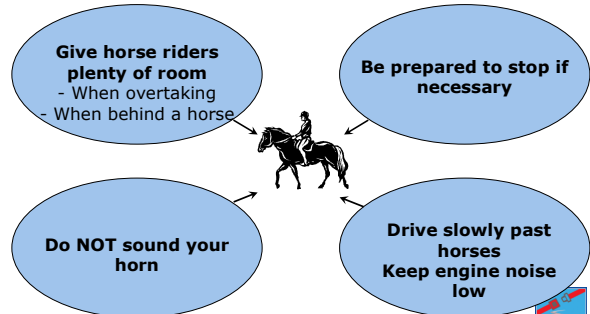 Give horse riders
plenty of room
- When overtaking
- When behind a horse
Be prepared to stop if
necessary
Do NOT sound your
horn
Drive slowly past
horses
Keep engine noise
low